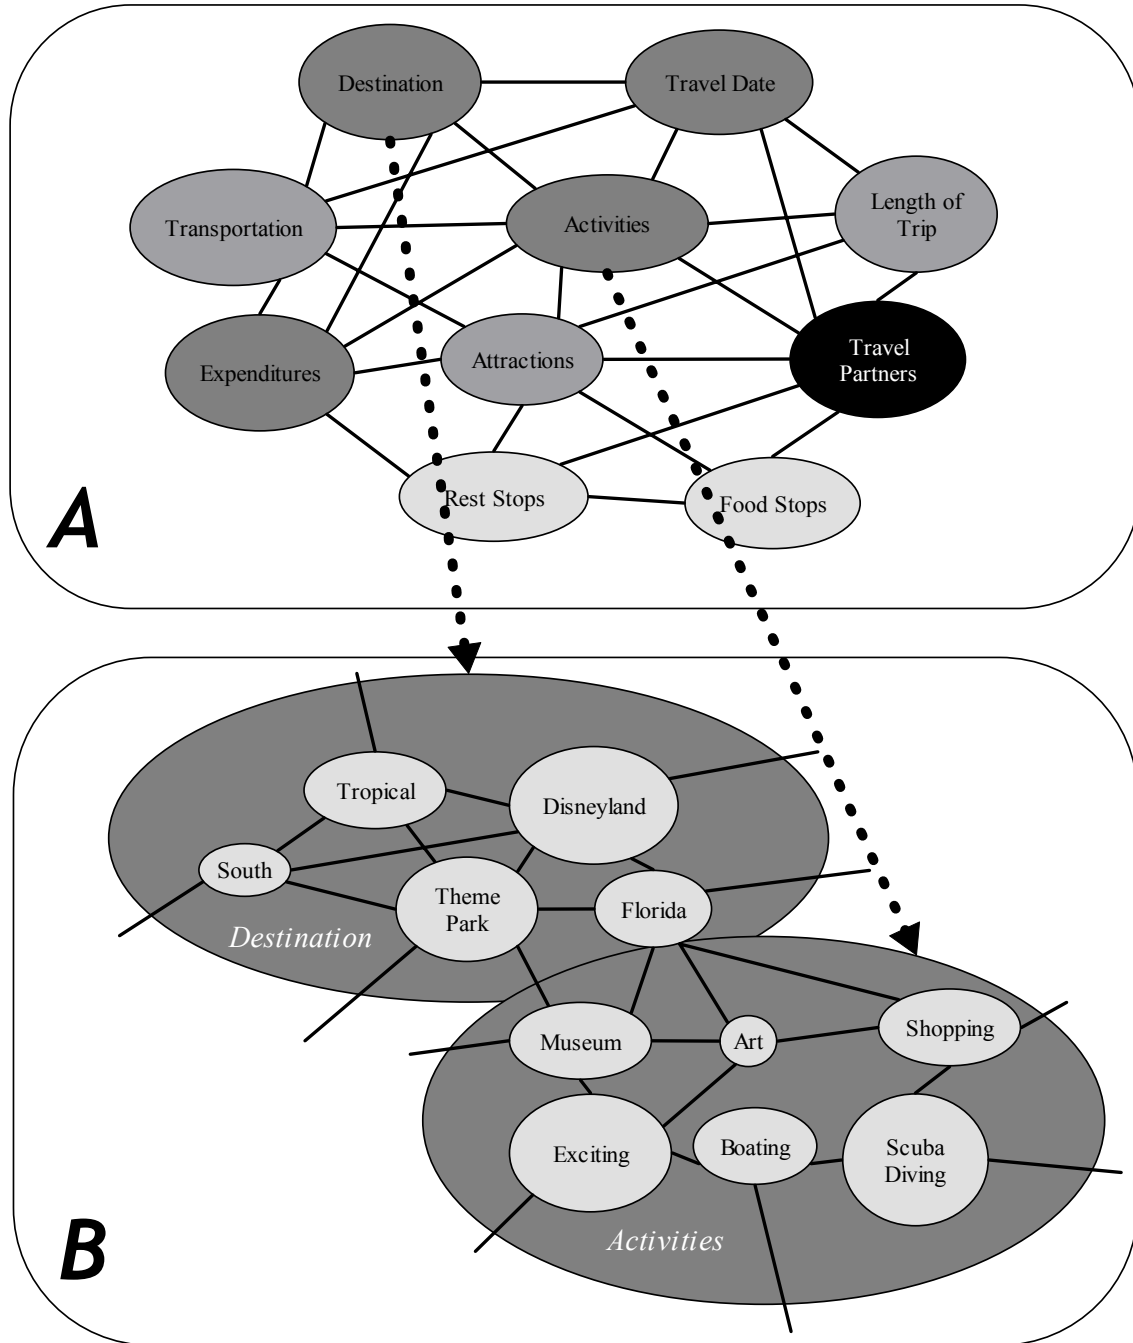 Destination
Travel Date
Transportation
Activities
Length of
Trip
Expenditures
Attractions
Travel
Partners
Rest Stops
Food Stops
A
Tropical
Disneyland
South
Theme
Park
Florida
Destination
Museum
Art
Shopping
Exciting
Boating
Scuba
Diving
Activities
B